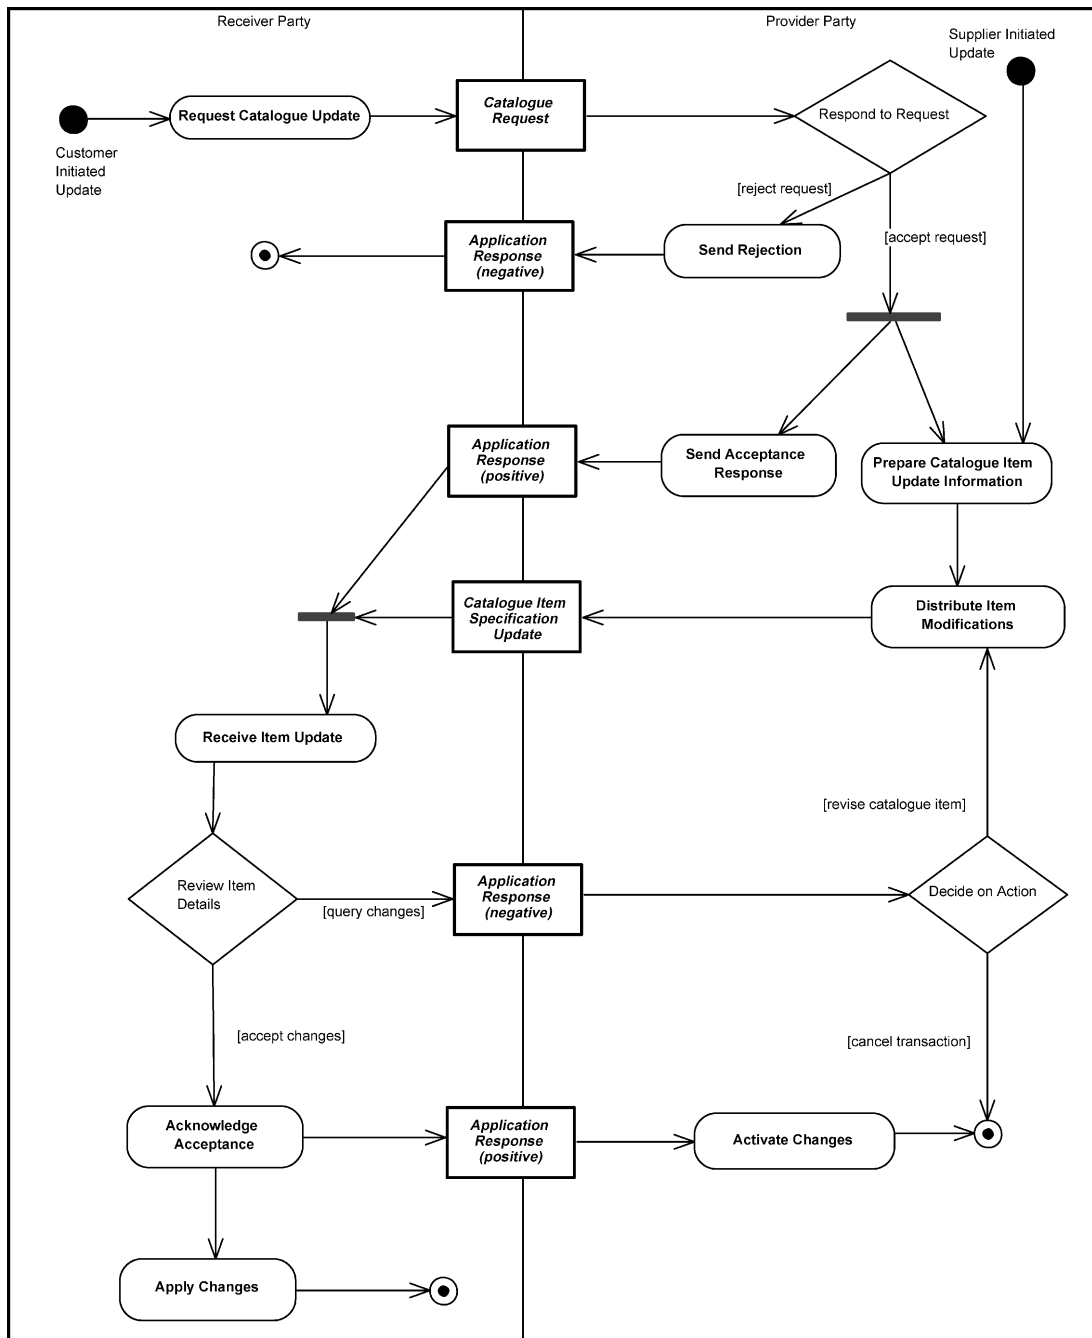 Receiver Party
Provider Party
Supplier Initiated
Update
Customer
Initiated
Update
Request Catalogue Update
Catalogue
Request
Respond to Request
[reject request]
[accept request]
Application
Response
(negative)
Send Rejection
Application
Response
(positive)
Send Acceptance
Response
Prepare Catalogue Item
Update Information
Catalogue Item
Specification
Update
Distribute Item
Modifications
Receive Item Update
[revise catalogue item]
Review Item
Details
[query changes]
Application
Response
(negative)
Decide on Action
[accept changes]
[cancel transaction]
Acknowledge
Acceptance
Application
Response
(positive)
Activate Changes
Apply Changes